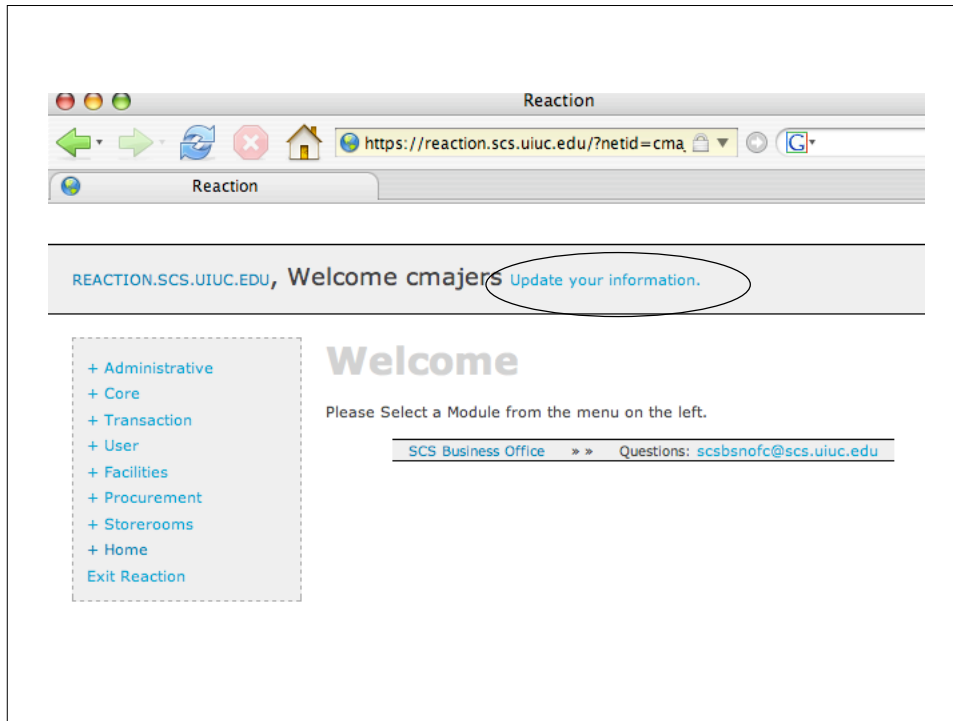 Reaction
https://reaction.scs.uiuc.edu/?netid=cma
G
Reaction
REACTION.SCS.UIUC.EDU, Welcome cmajers Update your information.
+ Administrative
+ Core
+ Transaction
+ User
+ Facilities
+ Procurement
+ Storerooms
+ Home
Exit Reaction
Welcome
Please Select a Module from the menu on the left.
SCS Business Office » » Questions: scsbsnofc@scs.uiuc.edu